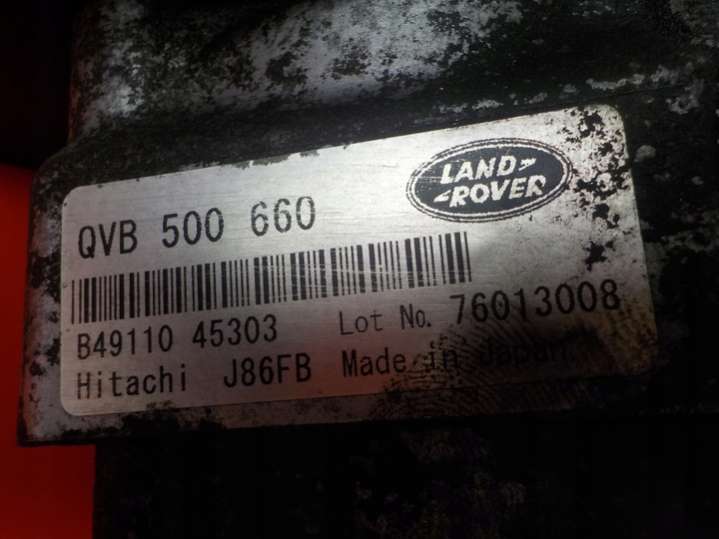 LAND-
-ROVER
QVB 500 660
B49110 45303 Lot No. 76013008
Hitachi J86FB Made in Japan